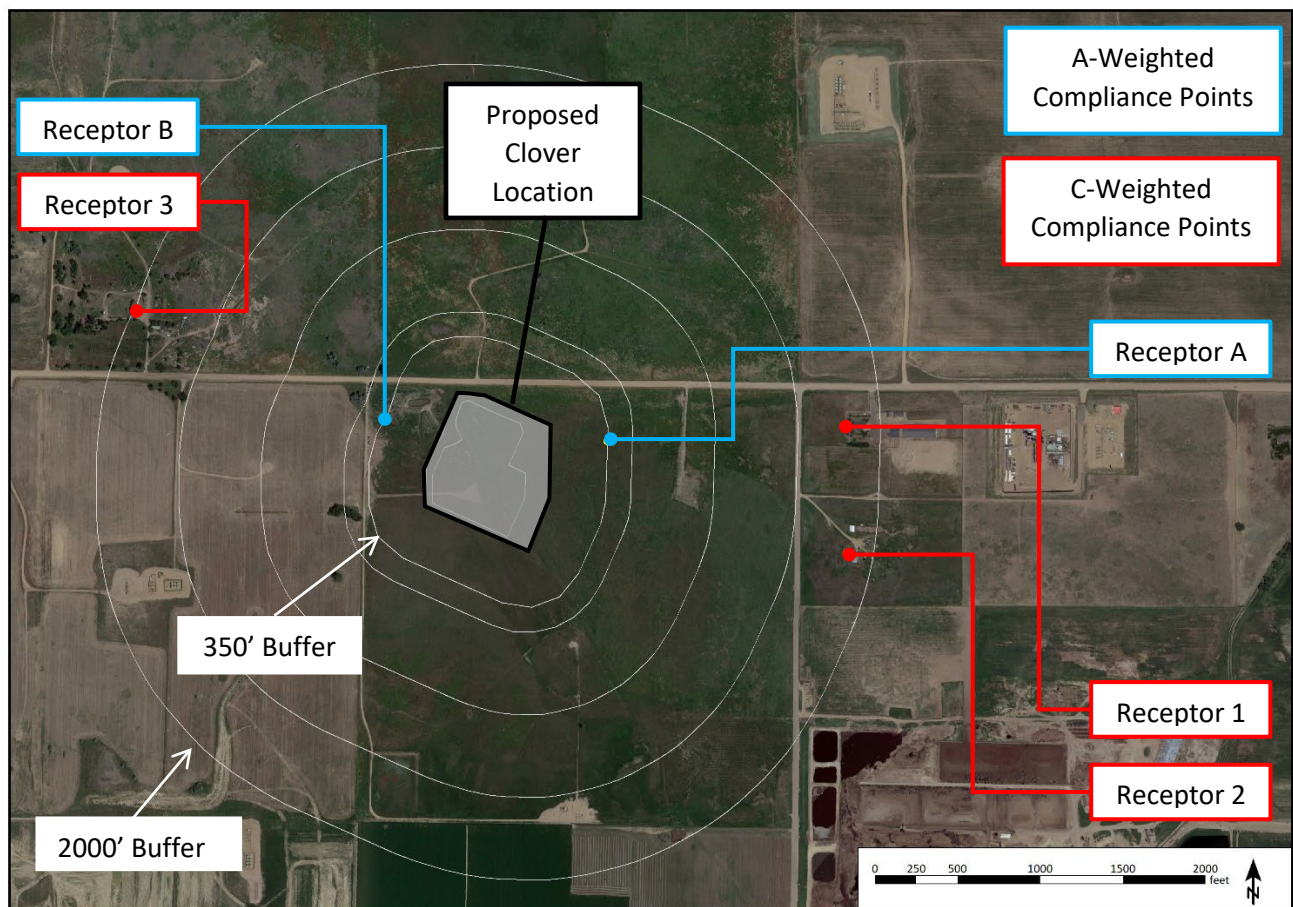 A-Weighted
Compliance Points
Proposed
Clover
Location
Receptor B
Receptor 3
C-Weighted
Compliance Points
Receptor A
350' Buffer
Receptor 1
Receptor 2
2000' Buffer
0 250 500 1000 1500 2000
feet
N